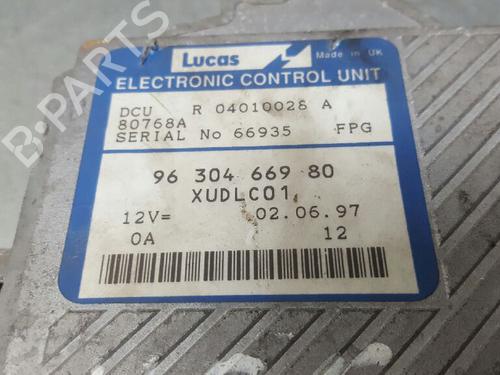 Lucas
Made in UK
ELECTRONIC CONTROL UNIT
DCU R 04010028 A
80768A
SERIAL No 66935 FPG
96 304 669 80
XUDLC01
12V= 02.06.97
0A 12
B-PARTS